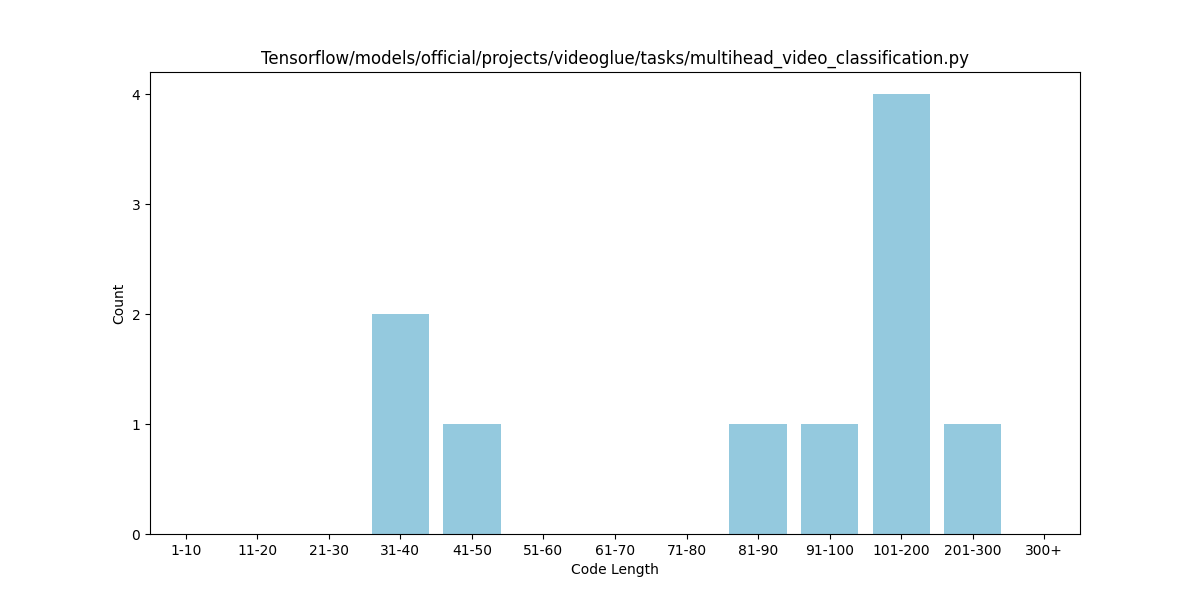 Tensorflow/models/official/projects/videoglue/tasks/multihead_video_classification.py
Count
4
3
2
1
0
1-10 11-20 21-30 31-40 41-50 51-60 61-70 71-80 81-90 91-100 101-200 201-300 300+
Code Length